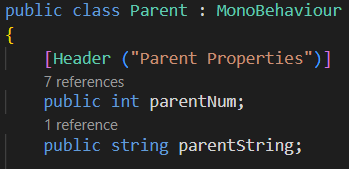 public class Parent : MonoBehaviour
{
[Header ("Parent Properties")]
7 references
public int parentNum;
1 reference
public string parentString;